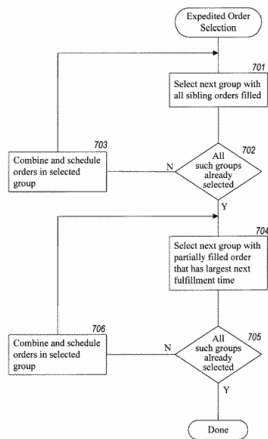 Expedited Order
Selection
701
Select next group with
all sibling orders filled
703
Combine and schedule
orders in selected
group
702
All
such groups
already
selected
N
Y
704
Select next group with
partially filled order
that has largest next
fulfillment time
706
Combine and schedule
orders in selected
group
705
All
such groups
already
selected
N
Y
Done